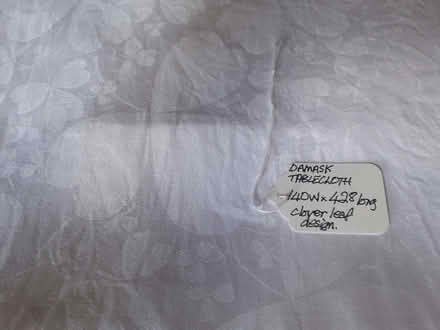 DAMASK
TABLECLOTH
140W x 428 long
clover leaf
design.